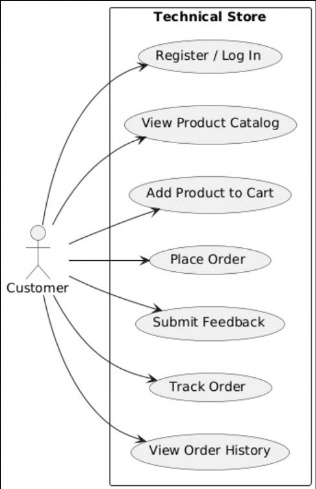 Technical Store
Register / Log In
View Product Catalog
Add Product to Cart
Place Order
Customer
Submit Feedback
Track Order
View Order History